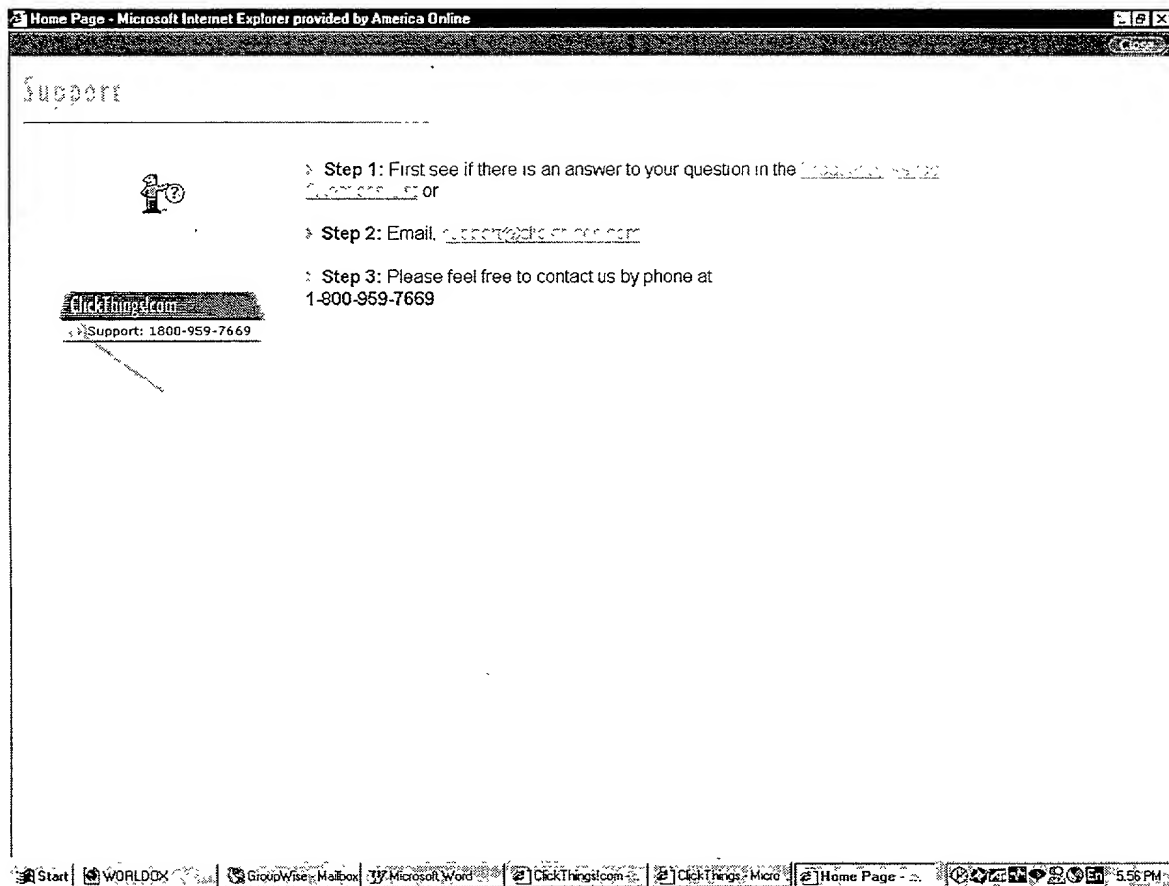 Home Page - Microsoft Internet Explorer provided by America Online
Close
Support
Step 1: First see if there is an answer to your question in the
or
Step 2: Email,
Step 3: Please feel free to contact us by phone at
1-800-959-7669
ClickThings!com
Support: 1800-959-7669
Start WORLDOX GroupWise - Mailbox Microsoft Word ClickThings!com - ClickThings - Micro Home Page - 5:56 PM